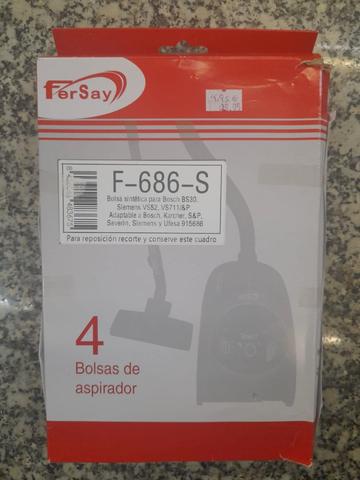 FerSay
F-686-S
Bolsa sintética para Bosch BS30,
Siemens VS52, VS711/&P.
Adaptable a Bosch, Karcher, S&P,
Severin, Siemens y Ufesa 915686
Para reposición recorte y conserve este cuadro
4
Bolsas de
aspirador